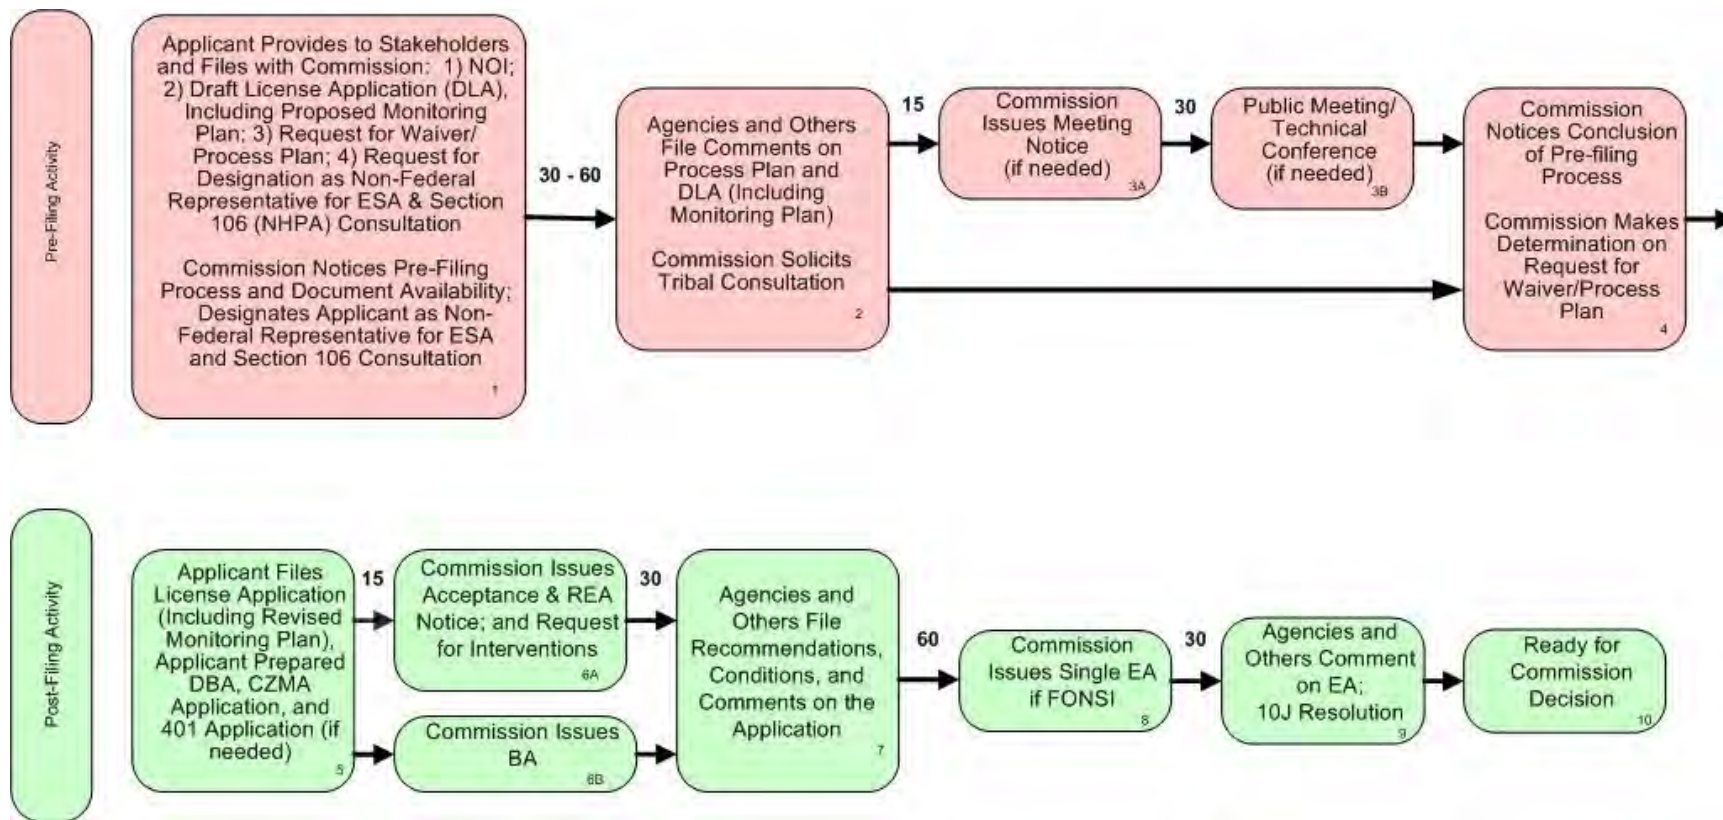 Pre-Filing Activity
Applicant Provides to Stakeholders
and Files with Commission: 1) NOI;
2) Draft License Application (DLA),
Including Proposed Monitoring
Plan; 3) Request for Waiver/
Process Plan; 4) Request for
Designation as Non-Federal
Representative for ESA & Section
106 (NHPA) Consultation
Commission Notices Pre-Filing
Process and Document Availability;
Designates Applicant as Non-
Federal Representative for ESA
and Section 106 Consultation
1
30 - 60
Agencies and Others
File Comments on
Process Plan and
DLA (Including
Monitoring Plan)
Commission Solicits
Tribal Consultation
2
15
Commission
Issues Meeting
Notice
(if needed)
3A
30
Public Meeting/
Technical
Conference
(if needed)
3B
Commission
Notices Conclusion
of Pre-filing
Process
Commission Makes
Determination on
Request for
Waiver/Process
Plan
4
Post-Filing Activity
Applicant Files
License Application
(Including Revised
Monitoring Plan),
Applicant Prepared
DBA, CZMA
Application, and
401 Application (if
needed)
5
15
Commission Issues
Acceptance & REA
Notice; and Request
for Interventions
6A
Commission Issues
BA
6B
30
Agencies and
Others File
Recommendations,
Conditions, and
Comments on the
Application
7
60
Commission
Issues Single EA
if FONSI
8
30
Agencies and
Others Comment
on EA;
10J Resolution
9
Ready for
Commission
Decision
10